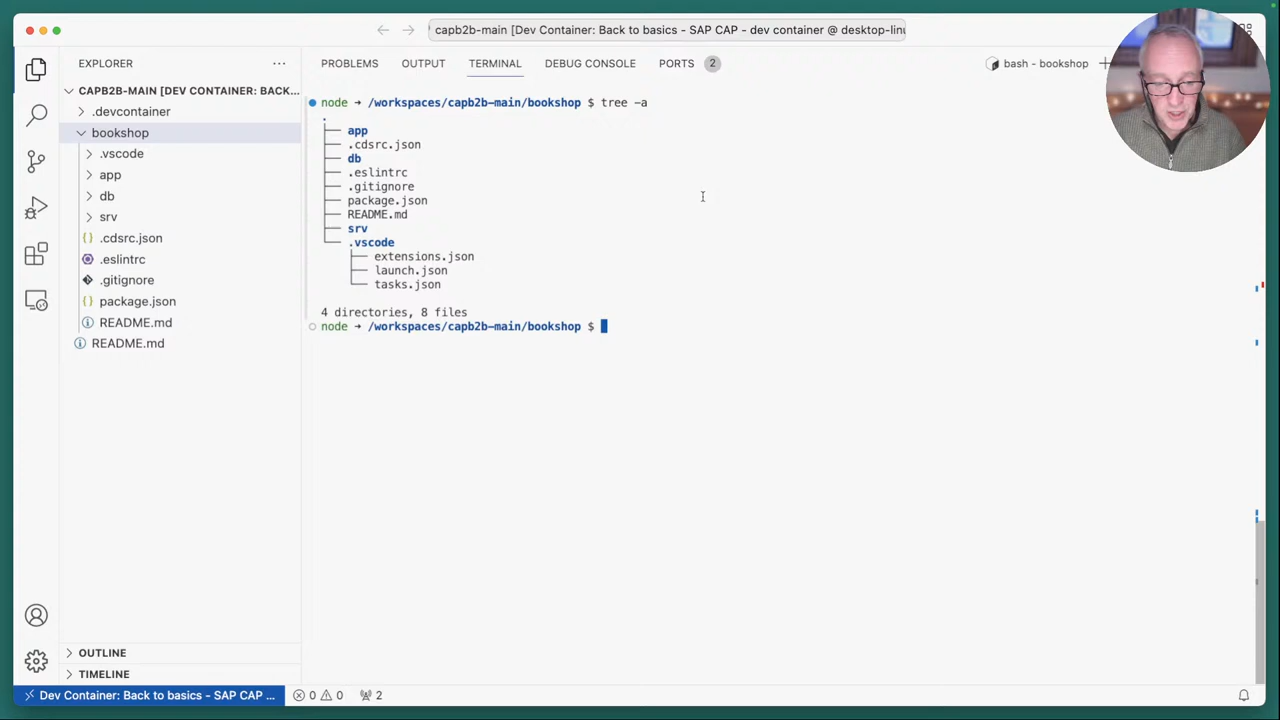 capb2b-main [Dev Container: Back to basics - SAP CAP - dev container @ desktop-linu
EXPLORER
CAPB2B-MAIN [DEV CONTAINER: BACK...
.devcontainer
bookshop
.vscode
app
db
srv
.cdsrc.json
.eslintrc
.gitignore
package.json
README.md
README.md
OUTLINE
TIMELINE
PROBLEMS OUTPUT TERMINAL DEBUG CONSOLE PORTS 2
bash - bookshop
node → /workspaces/capb2b-main/bookshop $ tree -a
.
├── app
├── .cdsrc.json
├── db
├── .eslintrc
├── .gitignore
├── package.json
├── README.md
├── srv
└── .vscode
├── extensions.json
├── launch.json
└── tasks.json
4 directories, 8 files
node → /workspaces/capb2b-main/bookshop $
Dev Container: Back to basics - SAP CAP ... 0 0 2